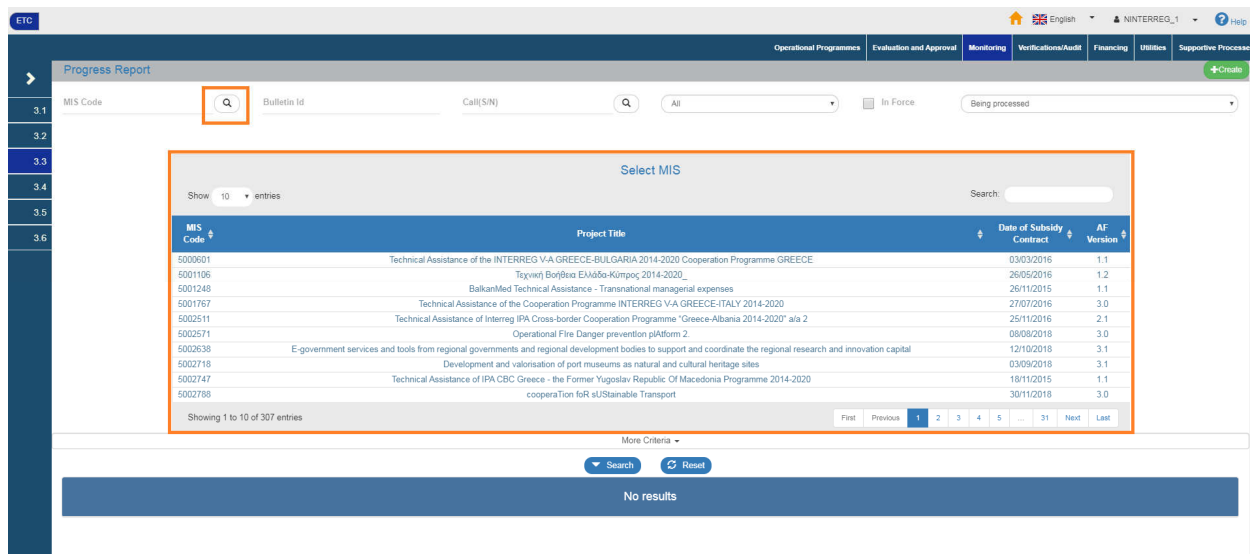 ETC
English
NINTERREG_1
Help
Operational Programmes Evaluation and Approval Monitoring Verifications/Audit Financing Utilities Supportive Processe
Progress Report
+Create
MIS Code Bulletin Id Call(S/N) All In Force Being processed
3.1
3.2
3.3
3.4
3.5
3.6
Select MIS
Show 10 entries Search:
MIS Code Project Title Date of Subsidy Contract AF Version
5000601 Technical Assistance of the INTERREG V-A GREECE-BULGARIA 2014-2020 Cooperation Programme GREECE 03/03/2016 1.1
5001106 Τεχνική Βοήθεια Ελλάδα-Κύπρος 2014-2020_ 26/05/2016 1.2
5001248 BalkanMed Technical Assistance - Transnational managerial expenses 26/11/2015 1.1
5001767 Technical Assistance of the Cooperation Programme INTERREG V-A GREECE-ITALY 2014-2020 27/07/2016 3.0
5002511 Technical Assistance of Interreg IPA Cross-border Cooperation Programme "Greece-Albania 2014-2020" a/a 2 25/11/2016 2.1
5002571 Operational FIre Danger preventIon plAtform 2. 08/08/2018 3.0
5002638 E-government services and tools from regional governments and regional development bodies to support and coordinate the regional research and innovation capital 12/10/2018 3.1
5002718 Development and valorisation of port museums as natural and cultural heritage sites 03/09/2018 3.1
5002747 Technical Assistance of IPA CBC Greece - the Former Yugoslav Republic Of Macedonia Programme 2014-2020 18/11/2015 1.1
5002788 cooperaTion foR sUStainable Transport 30/11/2018 3.0
Showing 1 to 10 of 307 entries First Previous 1 2 3 4 5 ... 31 Next Last
More Criteria
Search Reset
No results